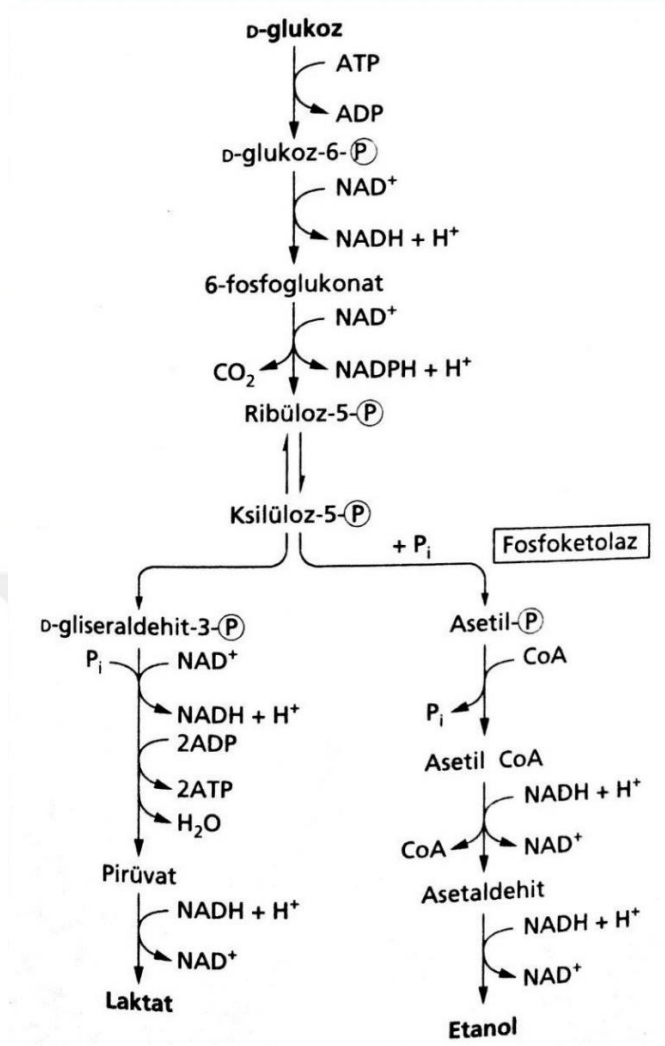 D-glukoz
ATP
ADP
D-glukoz-6-P
NAD⁺
NADH + H⁺
6-fosfoglukonat
NAD⁺
CO₂
NADPH + H⁺
Ribüloz-5-P
Ksilüloz-5-P
+ Pᵢ
Fosfoketolaz
D-gliseraldehit-3-P
Pᵢ
NAD⁺
NADH + H⁺
2ADP
2ATP
H₂O
Pirüvat
NADH + H⁺
NAD⁺
Laktat
Asetil-P
CoA
Pᵢ
Asetil CoA
NADH + H⁺
CoA
NAD⁺
Asetaldehit
NADH + H⁺
NAD⁺
Etanol